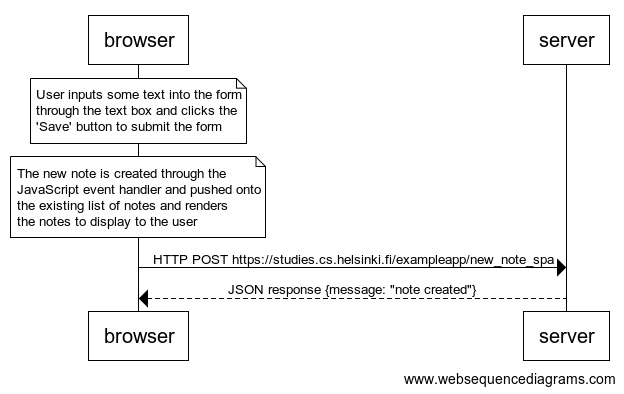 browser
server
User inputs some text into the form
through the text box and clicks the
'Save' button to submit the form
The new note is created through the
JavaScript event handler and pushed onto
the existing list of notes and renders
the notes to display to the user
HTTP POST https://studies.cs.helsinki.fi/exampleapp/new_note_spa
JSON response {message: "note created"}
browser
server
www.websequencediagrams.com